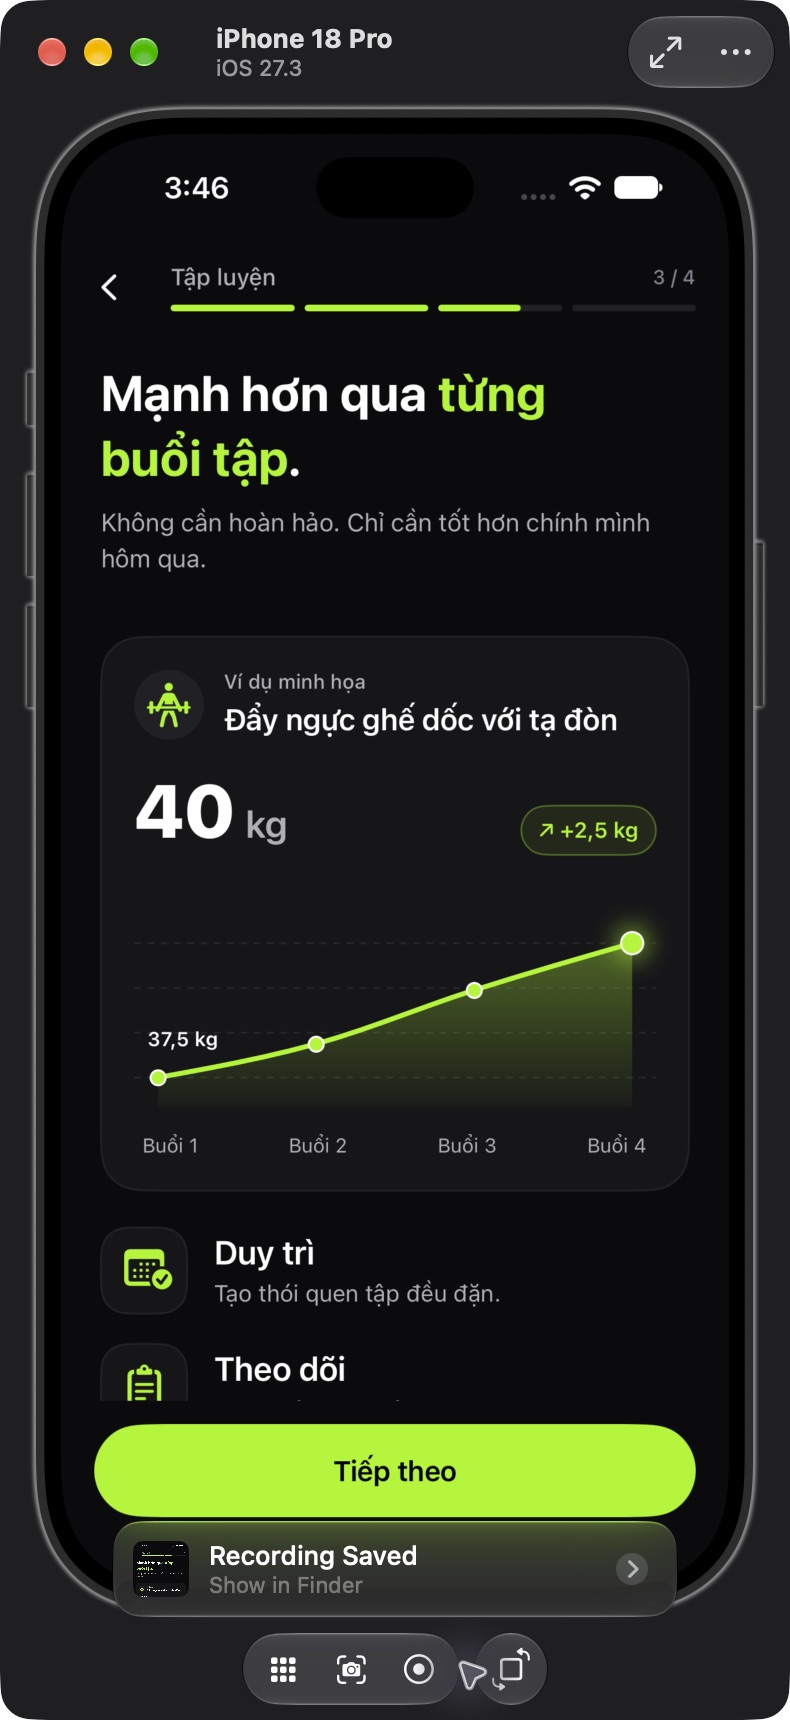 iPhone 18 Pro
iOS 27.3
3:46
Tập luyện
3 / 4
Mạnh hơn qua từng
buổi tập.
Không cần hoàn hảo. Chỉ cần tốt hơn chính mình
hôm qua.
Ví dụ minh họa
Đẩy ngực ghế dốc với tạ đòn
40 kg
+2,5 kg
37,5 kg
Buổi 1
Buổi 2
Buổi 3
Buổi 4
Duy trì
Tạo thói quen tập đều đặn.
Theo dõi
Tiếp theo
Recording Saved
Show in Finder